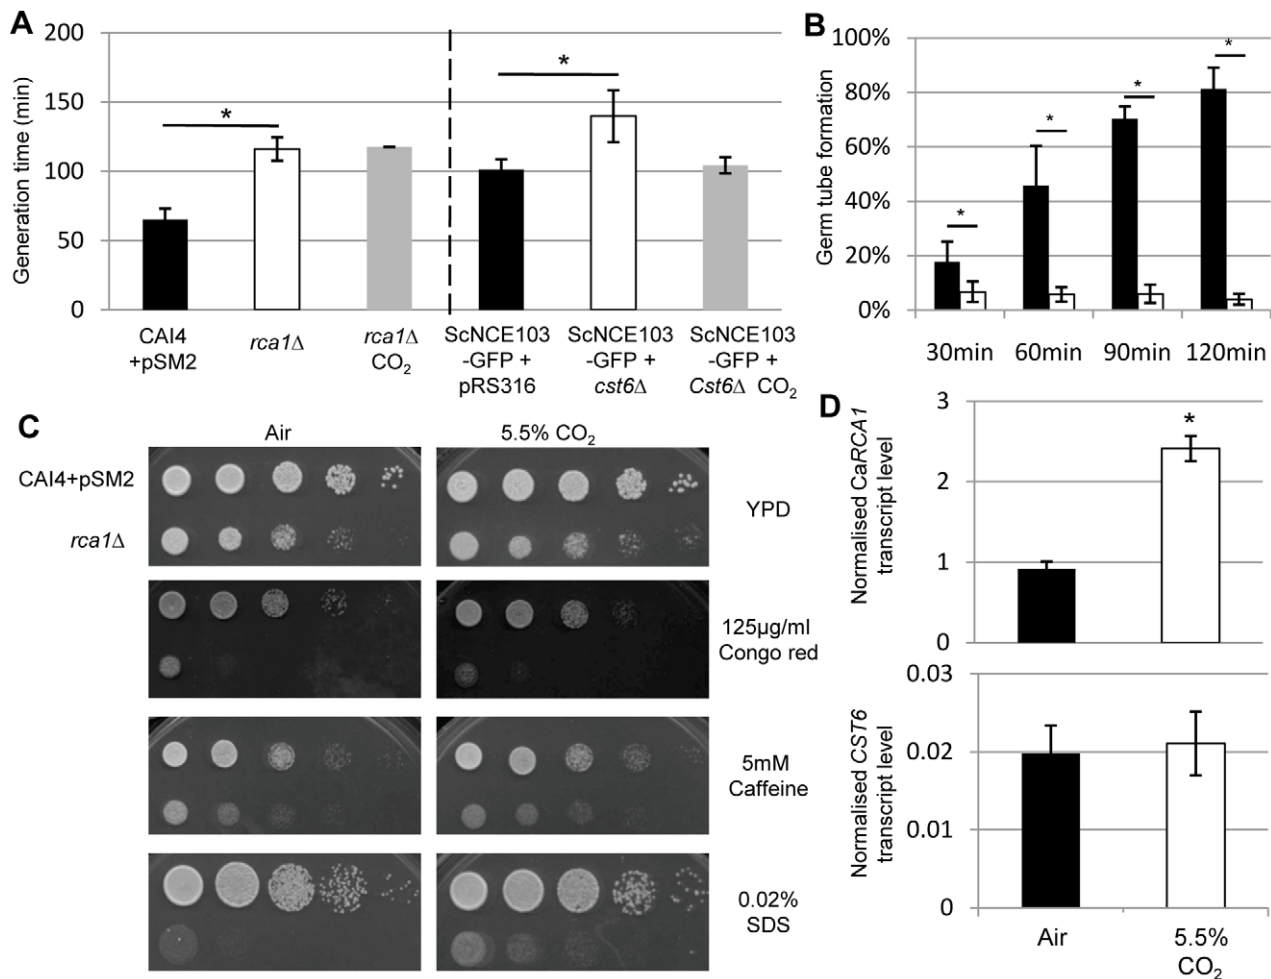 A
200
150
100
50
0
Generation time (min)
*
*
CAI4
+pSM2
rca1Δ
rca1Δ
CO2
ScNCE103
-GFP +
pRS316
ScNCE103
-GFP +
cst6Δ
ScNCE103
-GFP +
Cst6Δ CO2
B
100%
80%
60%
40%
20%
0%
Germ tube formation
*
*
*
*
30min
60min
90min
120min
C
Air
5.5% CO2
CAI4+pSM2
rca1Δ
YPD
125µg/ml
Congo red
5mM
Caffeine
0.02%
SDS
D
3
2
1
0
Normalised CaRCA1
transcript level
*
0.03
0.02
0.01
0
Normalised CST6
transcript level
Air
5.5%
CO2